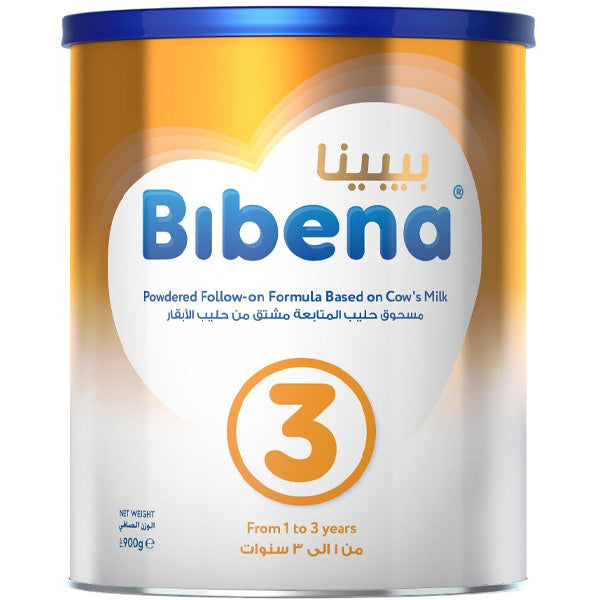 بيبينا
Bibena®
Powdered Follow-on Formula Based on Cow's Milk
مسحوق حليب المتابعة مشتق من حليب الأبقار
3
From 1 to 3 years
من ١ الى ٣ سنوات
NET WEIGHT
الوزن الصافي
غ900g e